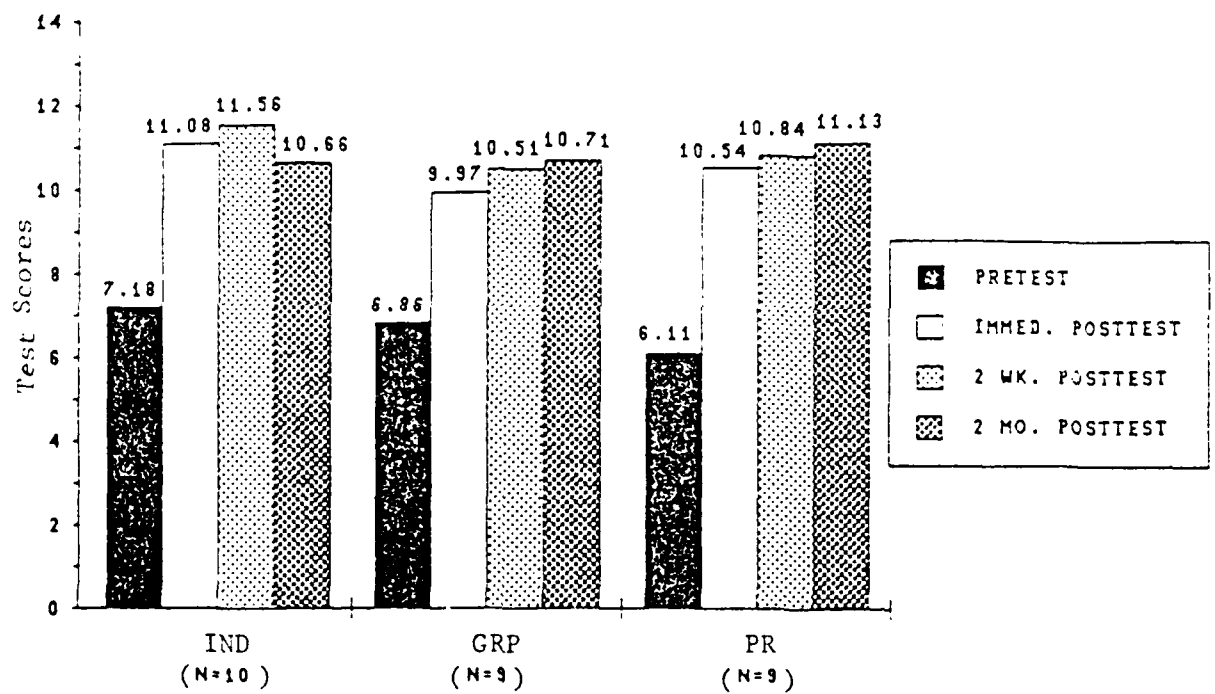 14
12
10
8
6
4
2
0
Test Scores
7.18
11.08
11.56
10.66
6.86
9.97
10.51
10.71
6.11
10.54
10.84
11.13
IND
(N=10)
GRP
(N=9)
PR
(N=9)
PRETEST
IMMED. POSTTEST
2 WK. POSTTEST
2 MO. POSTTEST